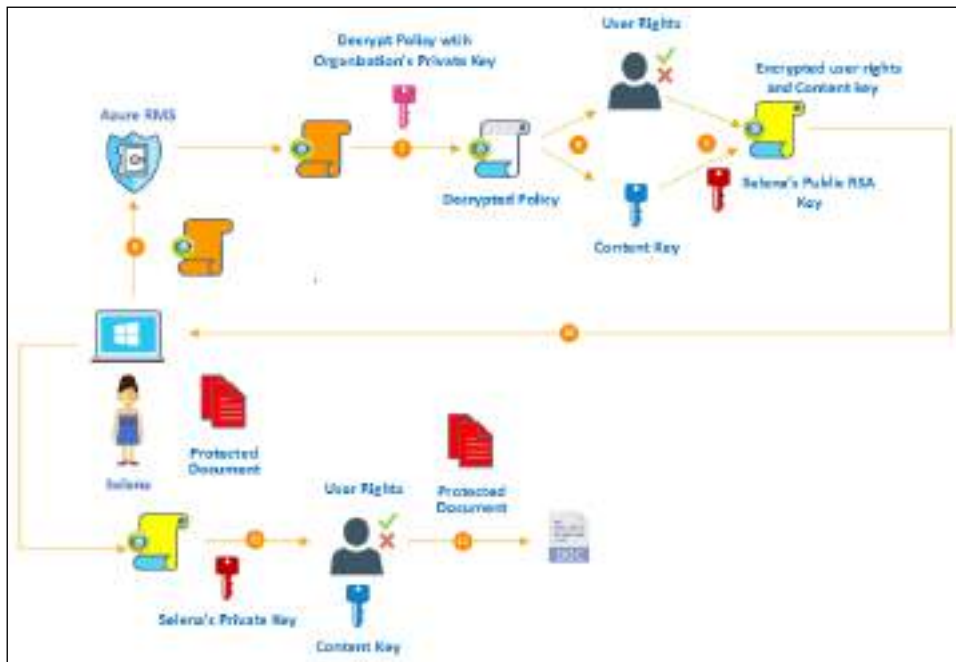 User Rights
Decrypt Policy with
Organization's Private Key
Encrypted user rights
and Content key
Azure RMS
Decrypted Policy
Selena's Public RSA
Key
Content Key
Protected
Document
Selena
User Rights
Protected
Document
DOC
Selena's Private Key
Content Key